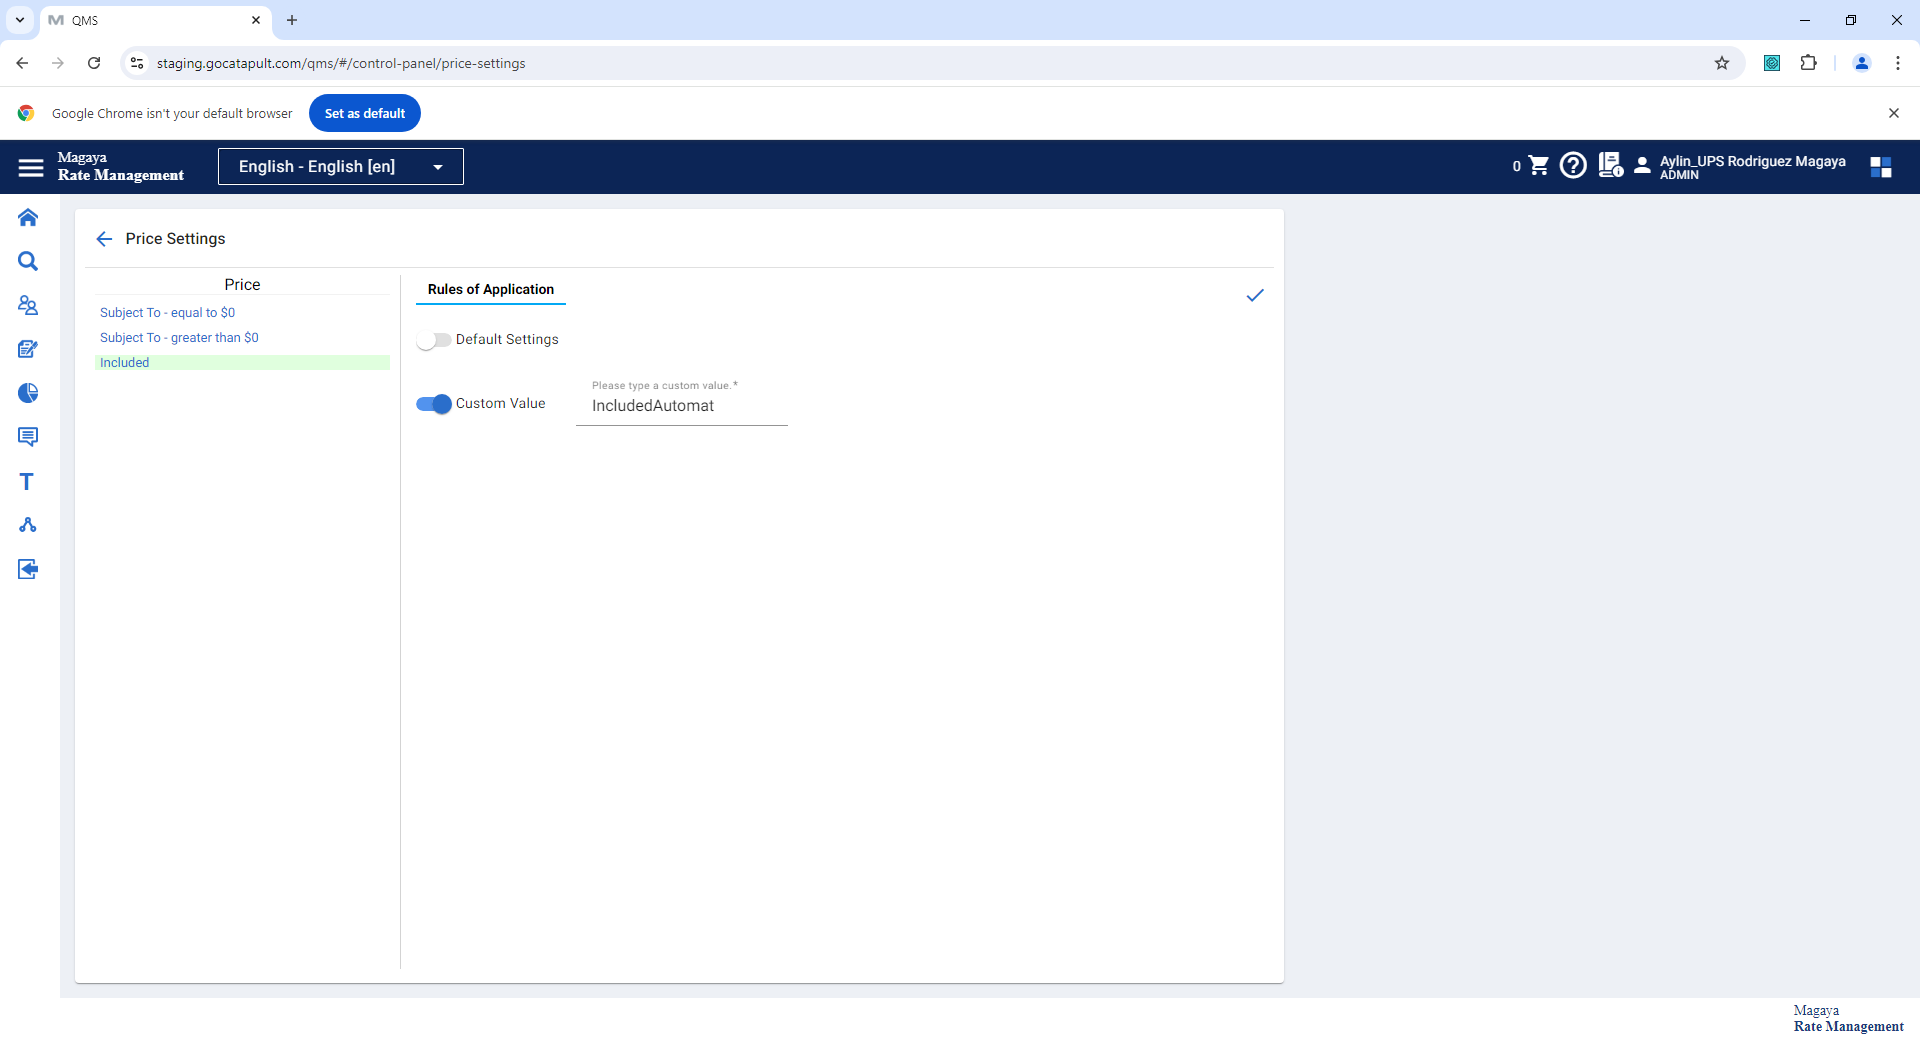 QMS
staging.gocatapult.com/qms/#/control-panel/price-settings
Google Chrome isn't your default browser
Set as default
Magaya
Rate Management
English - English [en]
0
Aylin_UPS Rodriguez Magaya
ADMIN
Price Settings
Price
Subject To - equal to $0
Subject To - greater than $0
Included
Rules of Application
Default Settings
Custom Value
Please type a custom value.*
IncludedAutomat
Magaya
Rate Management